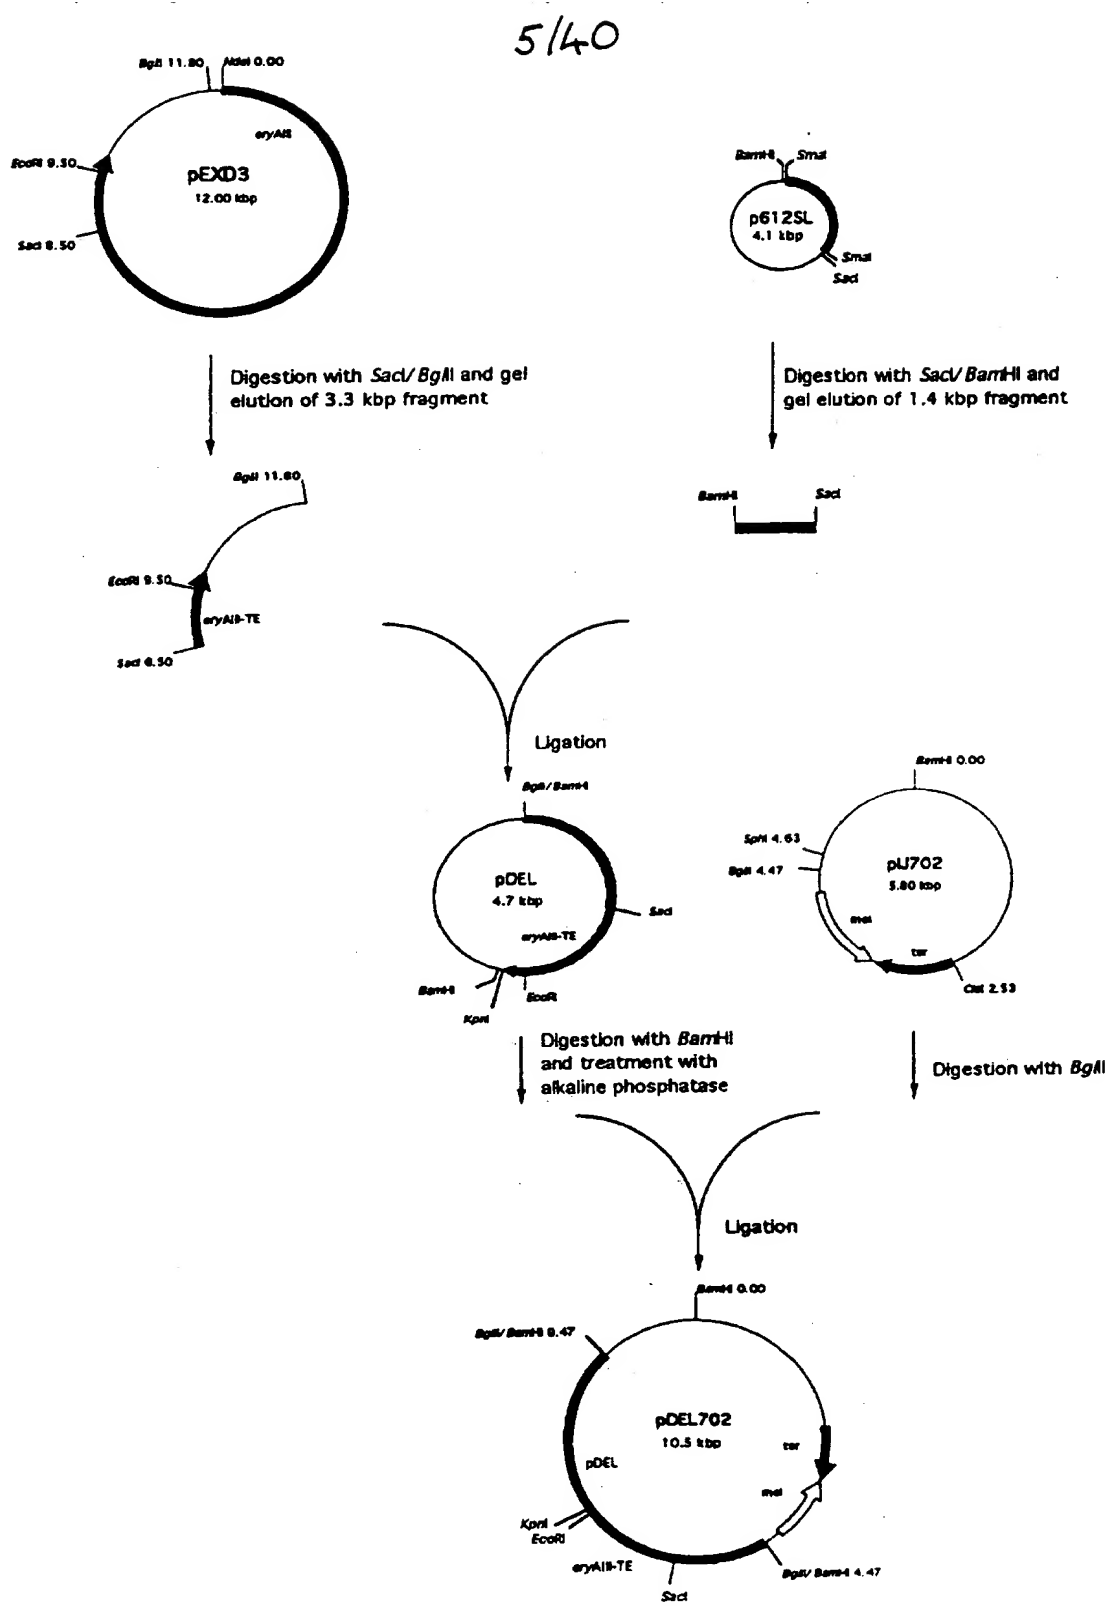 5/40
BglII 11.80
NdeI 0.00
eryAIII
EcoRI 9.50
pEXD3
12.00 kbp
SacI 8.50
BamHI
SmaI
p612SL
4.1 kbp
SmaI
SacI
Digestion with SacI/BglII and gel
elution of 3.3 kbp fragment
Digestion with SacI/BamHI and
gel elution of 1.4 kbp fragment
BglII 11.80
BamHI
SacI
EcoRI 9.50
eryAIII-TE
SacI 8.50
Ligation
BglII/BamHI
BamHI 0.00
SphI 4.63
BglII 4.47
pIJ702
5.80 kbp
pDEL
4.7 kbp
SacI
mel
eryAIII-TE
tsr
BamHI
EcoRI
ClaI 2.53
KpnI
Digestion with BamHI
and treatment with
alkaline phosphatase
Digestion with BglII
Ligation
BamHI 0.00
BglII/BamHI 9.47
pDEL702
10.5 kbp
tsr
pDEL
mel
KpnI
EcoRI
eryAIII-TE
BglII/BamHI 4.47
SacI